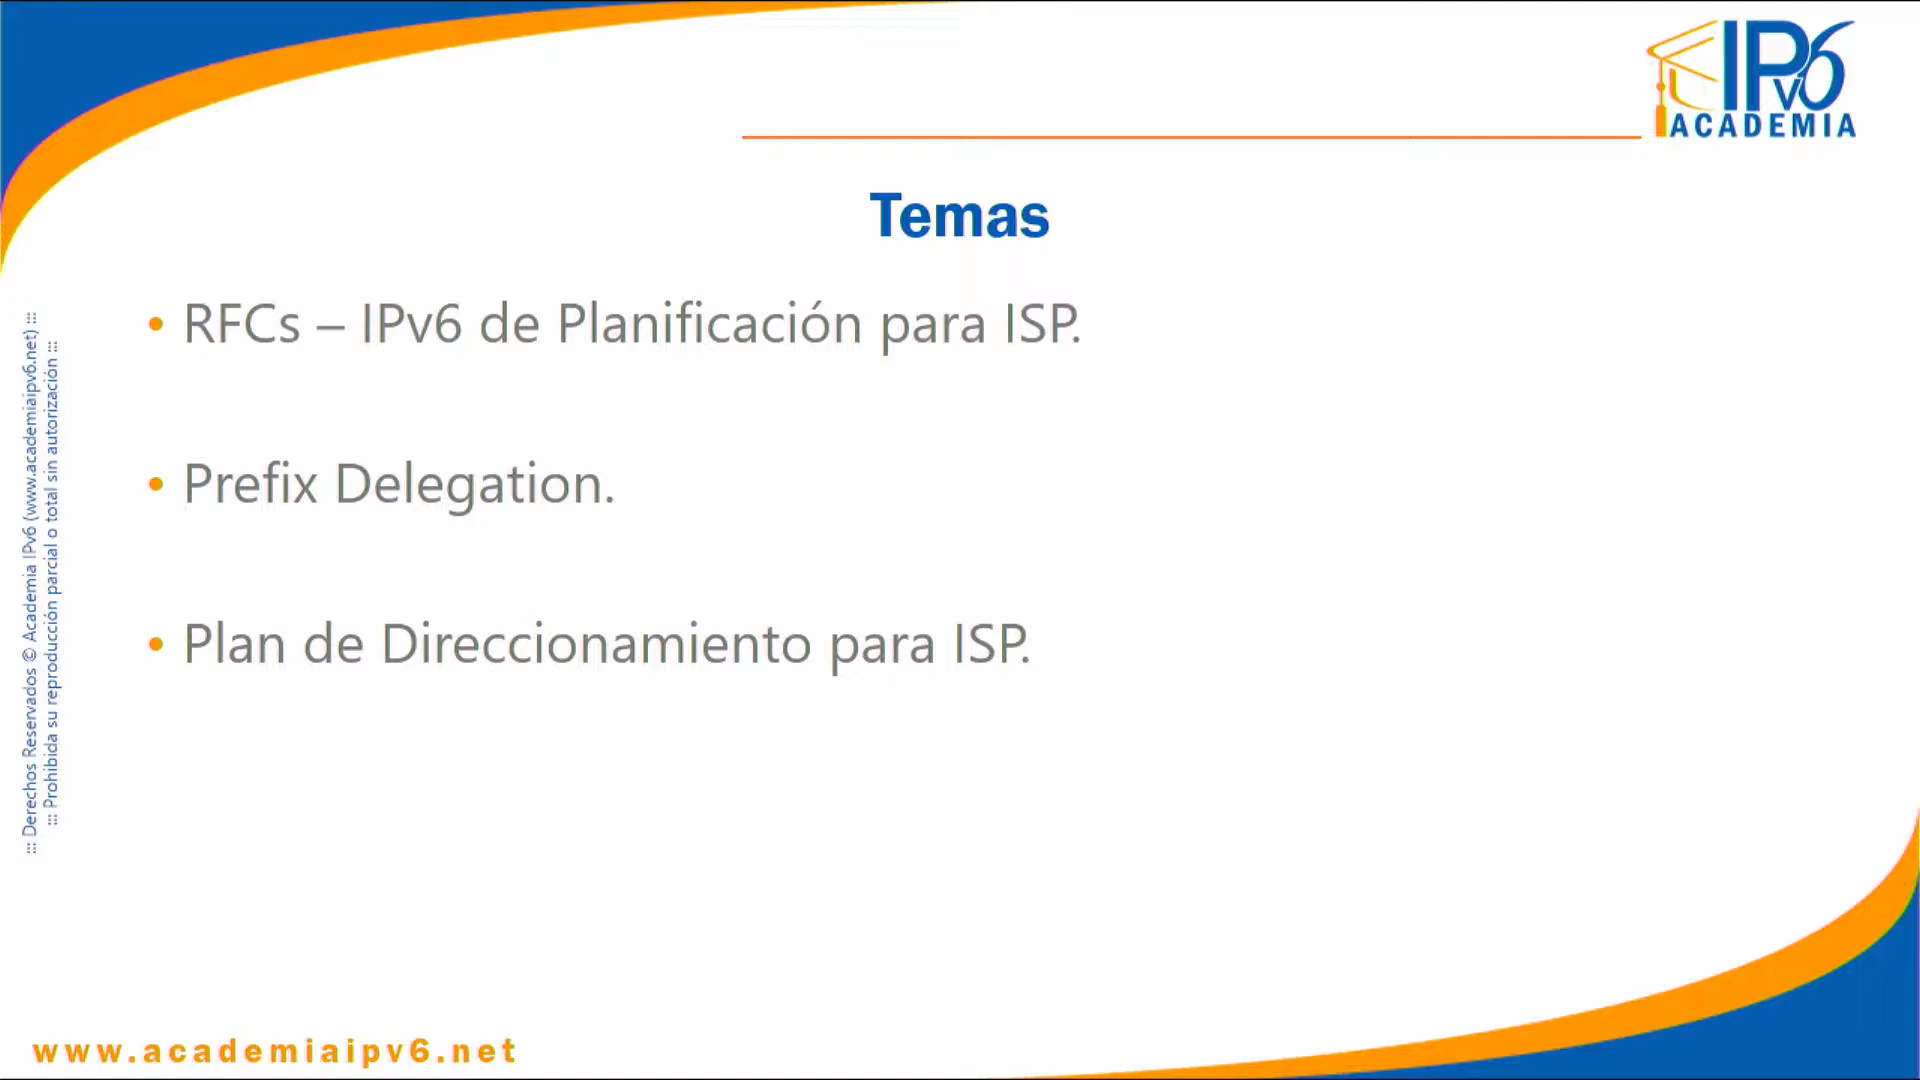 IPv6
ACADEMIA
Temas
• RFCs – IPv6 de Planificación para ISP.
• Prefix Delegation.
• Plan de Direccionamiento para ISP.
::: Derechos Reservados © Academia IPv6 (www.academiaipv6.net) :::
::: Prohibida su reproducción parcial o total sin autorización :::
www.academiaipv6.net